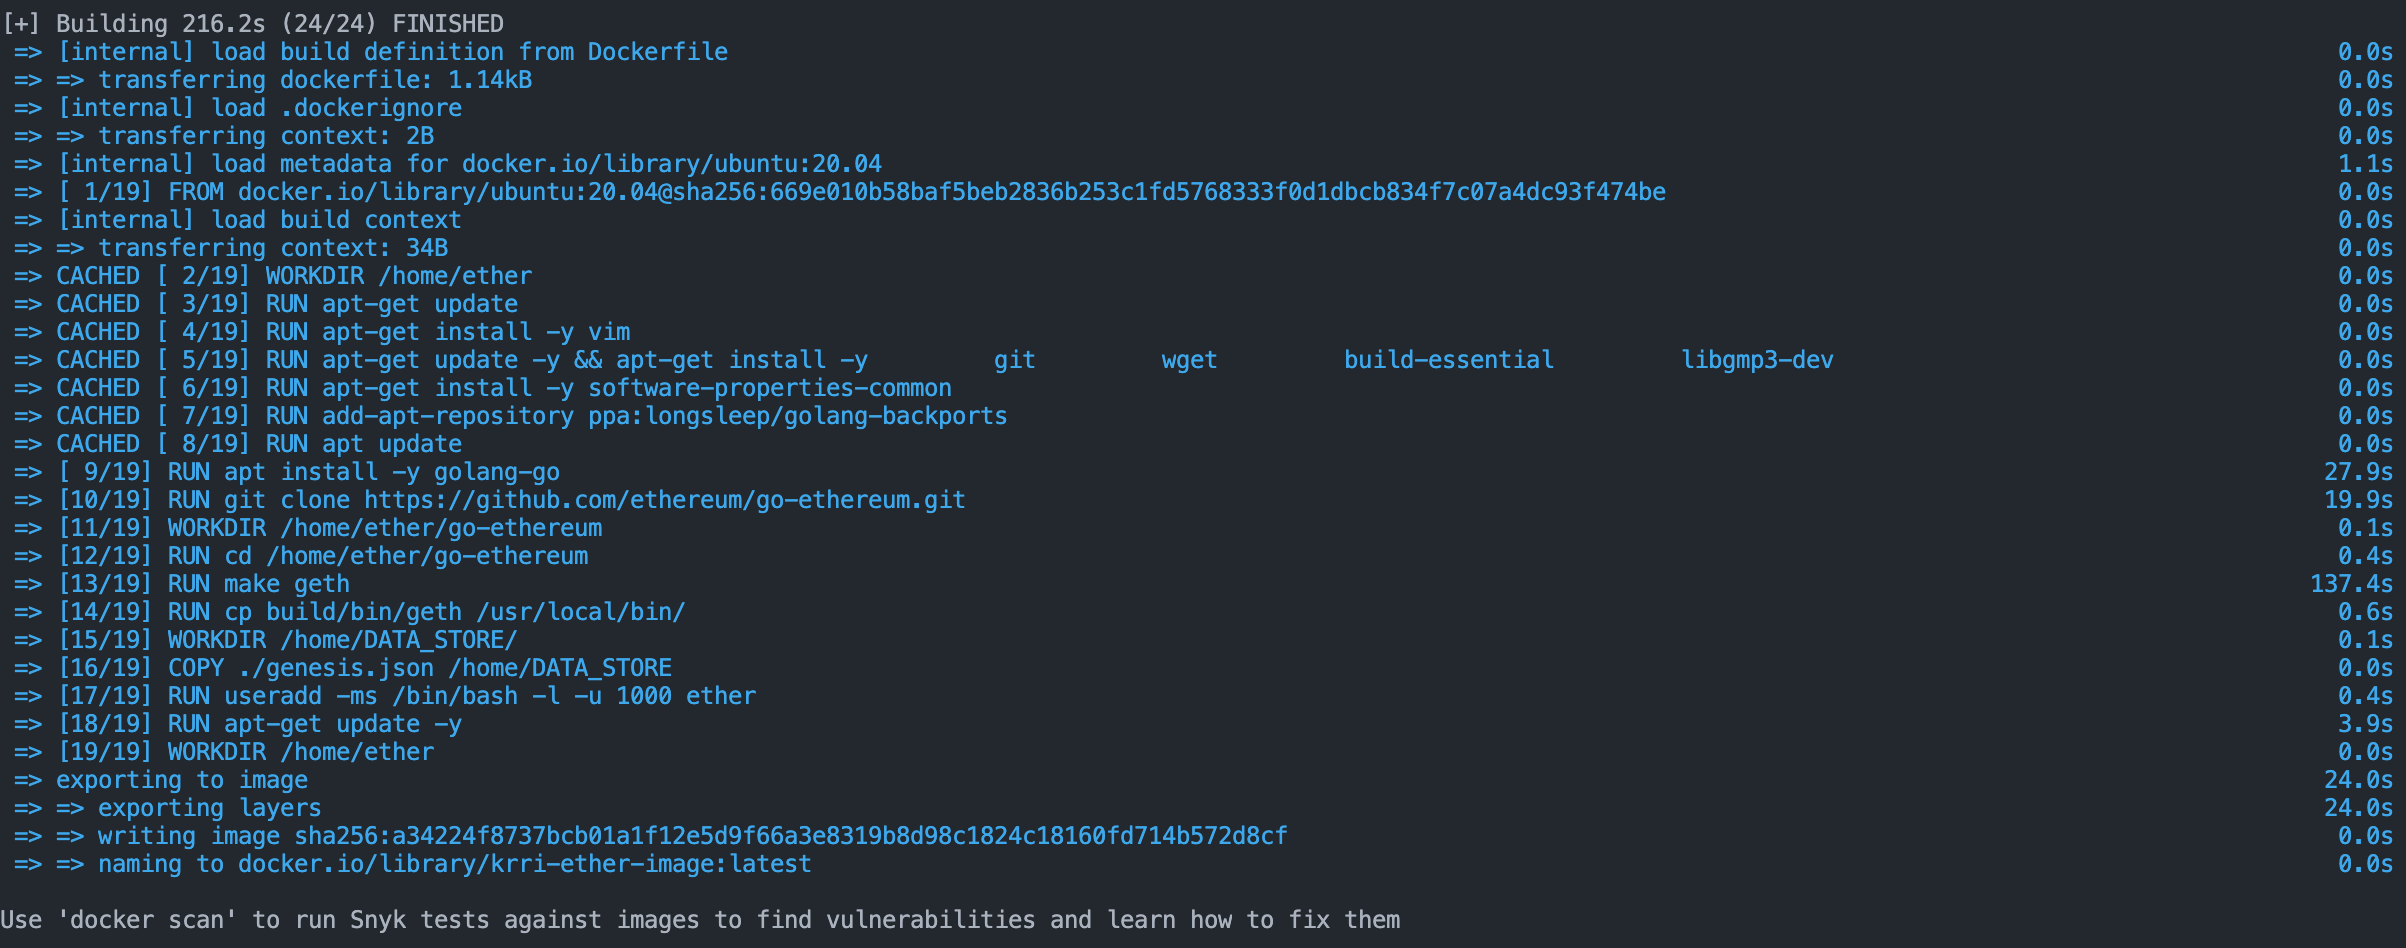 [+] Building 216.2s (24/24) FINISHED
 => [internal] load build definition from Dockerfile 0.0s
 => => transferring dockerfile: 1.14kB 0.0s
 => [internal] load .dockerignore 0.0s
 => => transferring context: 2B 0.0s
 => [internal] load metadata for docker.io/library/ubuntu:20.04 1.1s
 => [ 1/19] FROM docker.io/library/ubuntu:20.04@sha256:669e010b58baf5beb2836b253c1fd5768333f0d1dbcb834f7c07a4dc93f474be 0.0s
 => [internal] load build context 0.0s
 => => transferring context: 34B 0.0s
 => CACHED [ 2/19] WORKDIR /home/ether 0.0s
 => CACHED [ 3/19] RUN apt-get update 0.0s
 => CACHED [ 4/19] RUN apt-get install -y vim 0.0s
 => CACHED [ 5/19] RUN apt-get update -y && apt-get install -y git wget build-essential libgmp3-dev 0.0s
 => CACHED [ 6/19] RUN apt-get install -y software-properties-common 0.0s
 => CACHED [ 7/19] RUN add-apt-repository ppa:longsleep/golang-backports 0.0s
 => CACHED [ 8/19] RUN apt update 0.0s
 => [ 9/19] RUN apt install -y golang-go 27.9s
 => [10/19] RUN git clone https://github.com/ethereum/go-ethereum.git 19.9s
 => [11/19] WORKDIR /home/ether/go-ethereum 0.1s
 => [12/19] RUN cd /home/ether/go-ethereum 0.4s
 => [13/19] RUN make geth 137.4s
 => [14/19] RUN cp build/bin/geth /usr/local/bin/ 0.6s
 => [15/19] WORKDIR /home/DATA_STORE/ 0.1s
 => [16/19] COPY ./genesis.json /home/DATA_STORE 0.0s
 => [17/19] RUN useradd -ms /bin/bash -l -u 1000 ether 0.4s
 => [18/19] RUN apt-get update -y 3.9s
 => [19/19] WORKDIR /home/ether 0.0s
 => exporting to image 24.0s
 => => exporting layers 24.0s
 => => writing image sha256:a34224f8737bcb01a1f12e5d9f66a3e8319b8d98c1824c18160fd714b572d8cf 0.0s
 => => naming to docker.io/library/krri-ether-image:latest 0.0s
Use 'docker scan' to run Snyk tests against images to find vulnerabilities and learn how to fix them